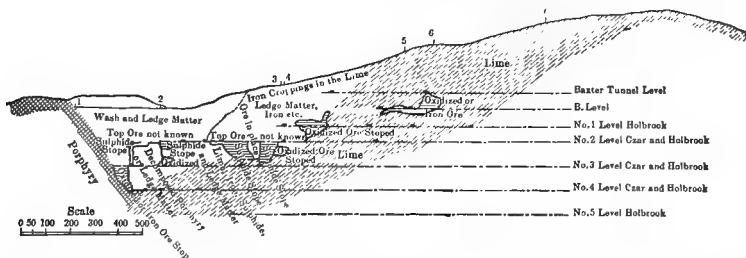 1
2
3 4
5
6
7
Iron Croppings in the Lime
Lime
Baxter Tunnel Level
Ledge Matter,
Iron etc.
Oxidized or
Iron Ore
B. Level
Wash and Ledge Matter
No.1 Level Holbrook
Oxidized Ore Stoped
Top Ore not known
Top Ore not known
No.2 Level Czar and Holbrook
Sulphide
Stope
Sulphide
Stope
Oxidized
Oxidized Ore
Stoped
Lime
Porphyry
No.3 Level Czar and Holbrook
No.4 Level Czar and Holbrook
No.5 Level Holbrook
Iron Ore Stope
Scale
0 50 100 200 300 400 500